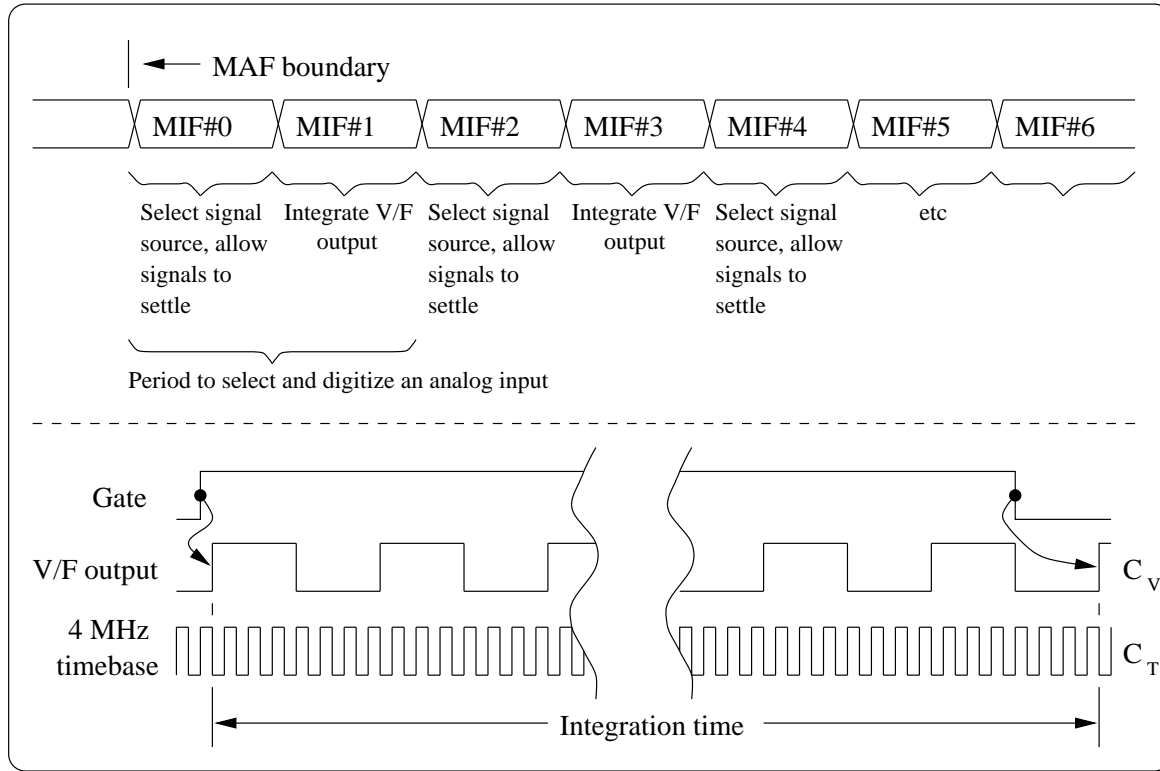 MAF boundary
MIF#0 MIF#1 MIF#2 MIF#3 MIF#4 MIF#5 MIF#6
Select signal
source, allow
signals to
settle
Integrate V/F
output
Select signal
source, allow
signals to
settle
Integrate V/F
output
Select signal
source, allow
signals to
settle
etc
Period to select and digitize an analog input
Gate
V/F output
C V
4 MHz
timebase
C T
Integration time